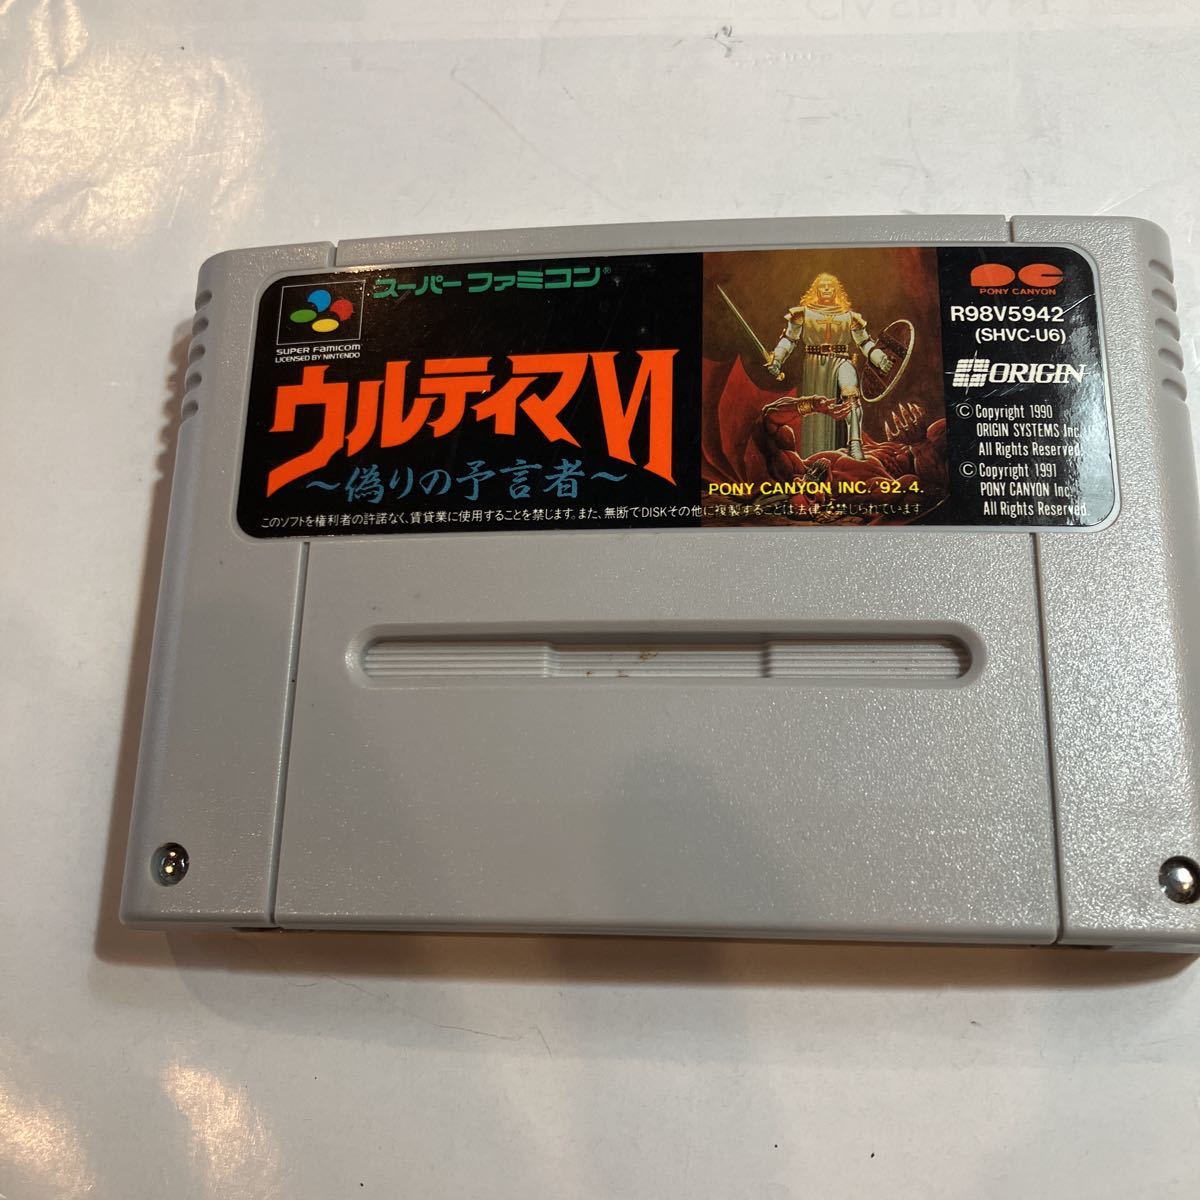 スーパーファミコン®
SUPER FAMICOM
LICENSED BY NINTENDO
ウルティマVI
～偽りの予言者～
PONY CANYON INC. '92.4.
このソフトを権利者の許諾なく、賃貸業に使用することを禁じます。また、無断でDISKその他に複製することは法律で禁じられています
PONY CANYON
R98V5942
(SHVC-U6)
ORIGIN
© Copyright 1990
ORIGIN SYSTEMS Inc.
All Rights Reserved.
© Copyright 1991
PONY CANYON Inc.
All Rights Reserved.